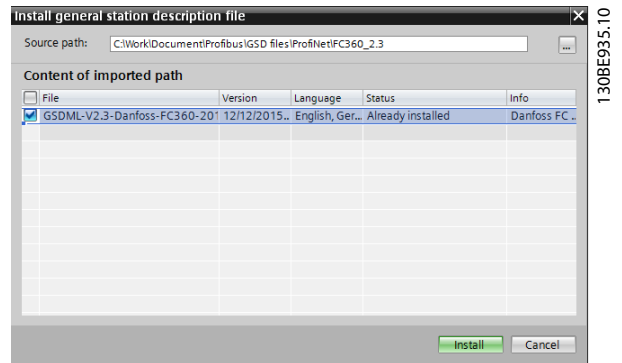 Install general station description file
Source path: C:\Work\Document\Profibus\GSD files\ProfiNet\FC360_2.3 ...
Content of imported path
File Version Language Status Info
GSDML-V2.3-Danfoss-FC360-201 12/12/2015... English, Ger... Already installed Danfoss FC ...
Install Cancel
130BE935.10